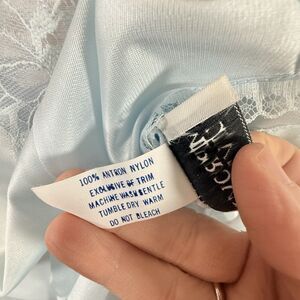 100% ANTRON NYLON
EXCLUSIVE OF TRIM
MACHINE WASH GENTLE
TUMBLE DRY WARM
DO NOT BLEACH